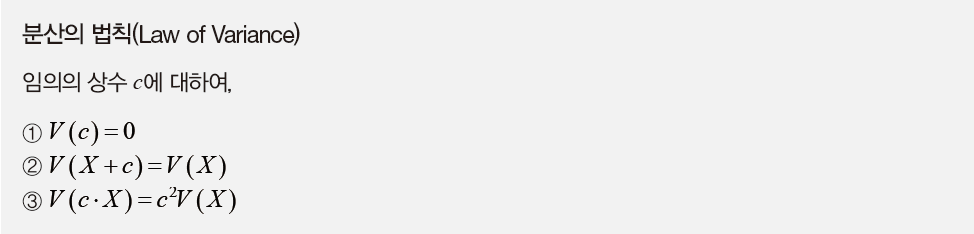 분산의 법칙(Law of Variance)
임의의 상수 c에 대하여,
① V(c)=0
② V(X+c)=V(X)
③ V(c·X)=c²V(X)